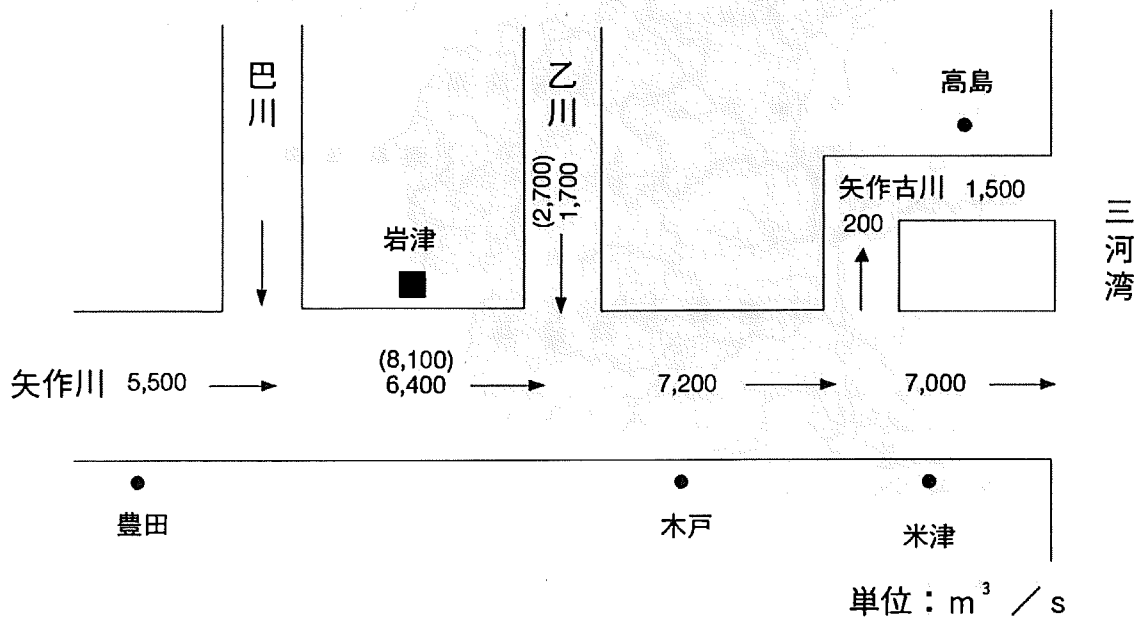 巴川
乙川
高島
(2,700)
1,700
矢作古川 1,500
200
岩津
三河湾
(8,100)
矢作川 5,500
6,400
7,200
7,000
豊田
木戸
米津
単位：m³／s